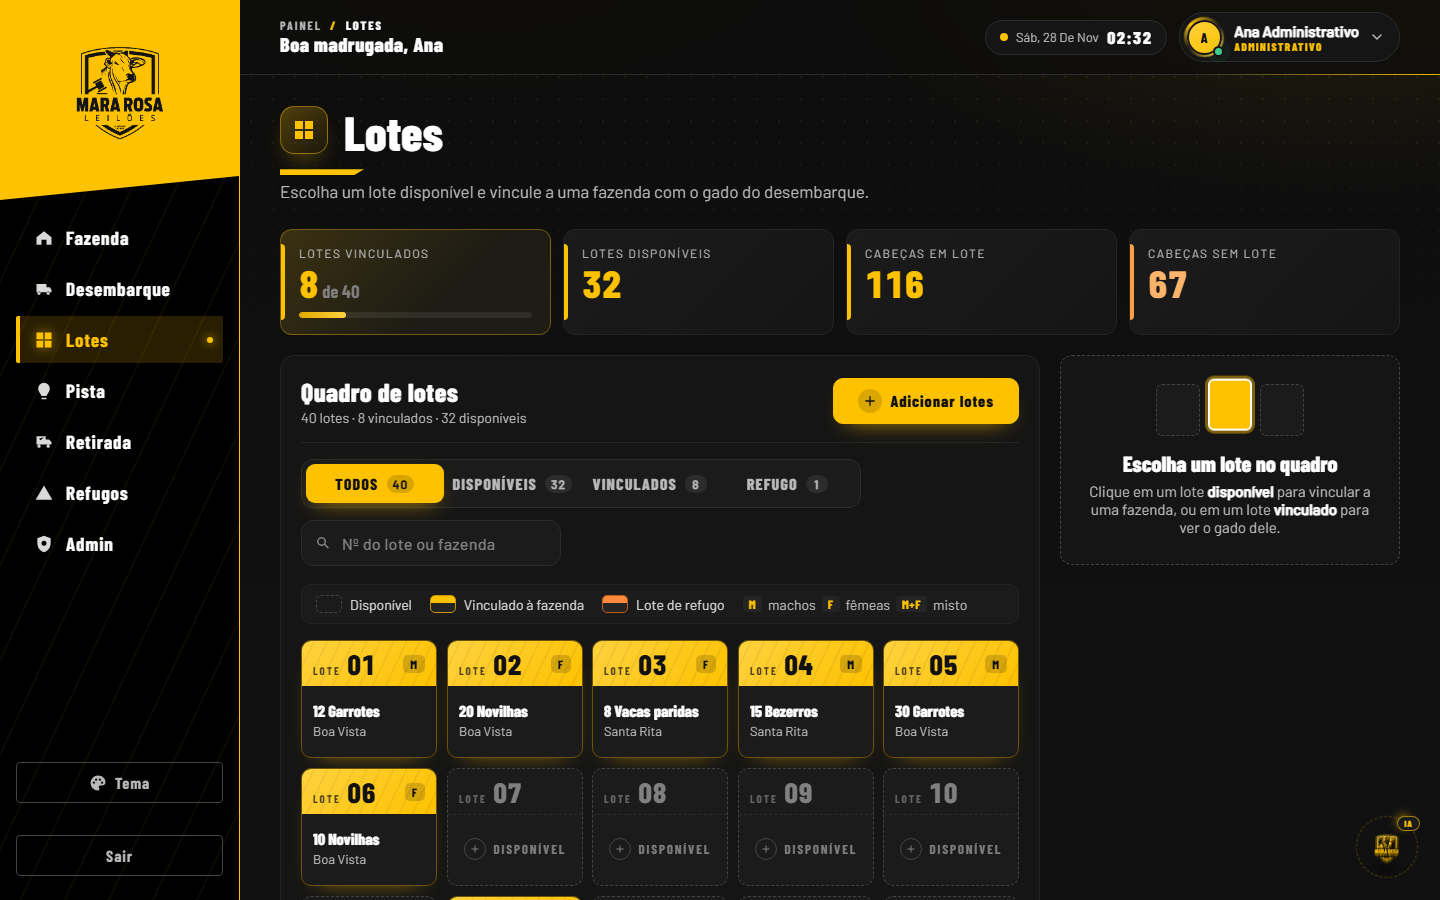 MARA ROSA
LEILÕES
Fazenda
Desembarque
Lotes
Pista
Retirada
Refugos
Admin
Tema
Sair
PAINEL / LOTES
Boa madrugada, Ana
Sáb, 28 De Nov 02:32
A
Ana Administrativo
ADMINISTRATIVO
Lotes
Escolha um lote disponível e vincule a uma fazenda com o gado do desembarque.
LOTES VINCULADOS
8 de 40
LOTES DISPONÍVEIS
32
CABEÇAS EM LOTE
116
CABEÇAS SEM LOTE
67
Quadro de lotes
40 lotes · 8 vinculados · 32 disponíveis
+ Adicionar lotes
TODOS 40
DISPONÍVEIS 32
VINCULADOS 8
REFUGO 1
Nº do lote ou fazenda
Disponível
Vinculado à fazenda
Lote de refugo
M machos F fêmeas M+F misto
LOTE 01 M
12 Garrotes
Boa Vista
LOTE 02 F
20 Novilhas
Boa Vista
LOTE 03 F
8 Vacas paridas
Santa Rita
LOTE 04 M
15 Bezerros
Santa Rita
LOTE 05 M
30 Garrotes
Boa Vista
LOTE 06 F
10 Novilhas
Boa Vista
LOTE 07
+ DISPONÍVEL
LOTE 08
+ DISPONÍVEL
LOTE 09
+ DISPONÍVEL
LOTE 10
+ DISPONÍVEL
Escolha um lote no quadro
Clique em um lote disponível para vincular a
uma fazenda, ou em um lote vinculado para
ver o gado dele.
IA
MARA ROSA